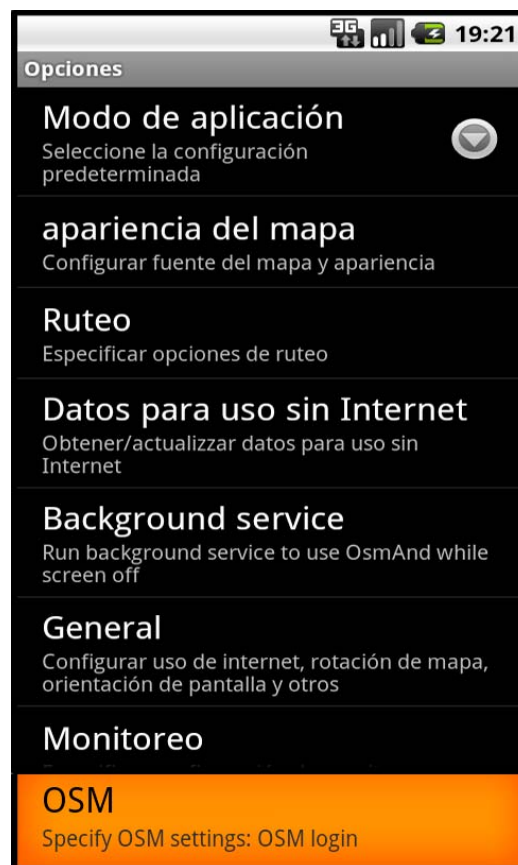 3G
19:21
Opciones
Modo de aplicación
Seleccione la configuración
predeterminada
apariencia del mapa
Configurar fuente del mapa y apariencia
Ruteo
Especificar opciones de ruteo
Datos para uso sin Internet
Obtener/actualizzar datos para uso sin
Internet
Background service
Run background service to use OsmAnd while
screen off
General
Configurar uso de internet, rotación de mapa,
orientación de pantalla y otros
Monitoreo
OSM
Specify OSM settings: OSM login